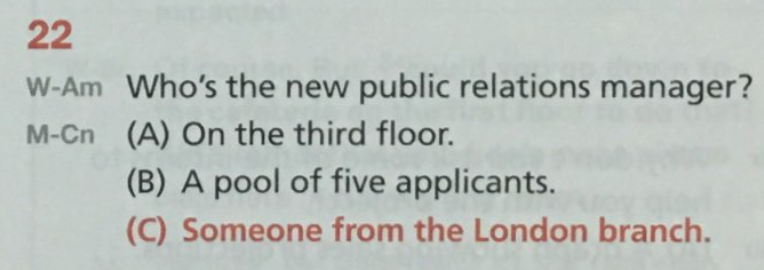 22
W-Am Who's the new public relations manager?
M-Cn (A) On the third floor.
(B) A pool of five applicants.
(C) Someone from the London branch.